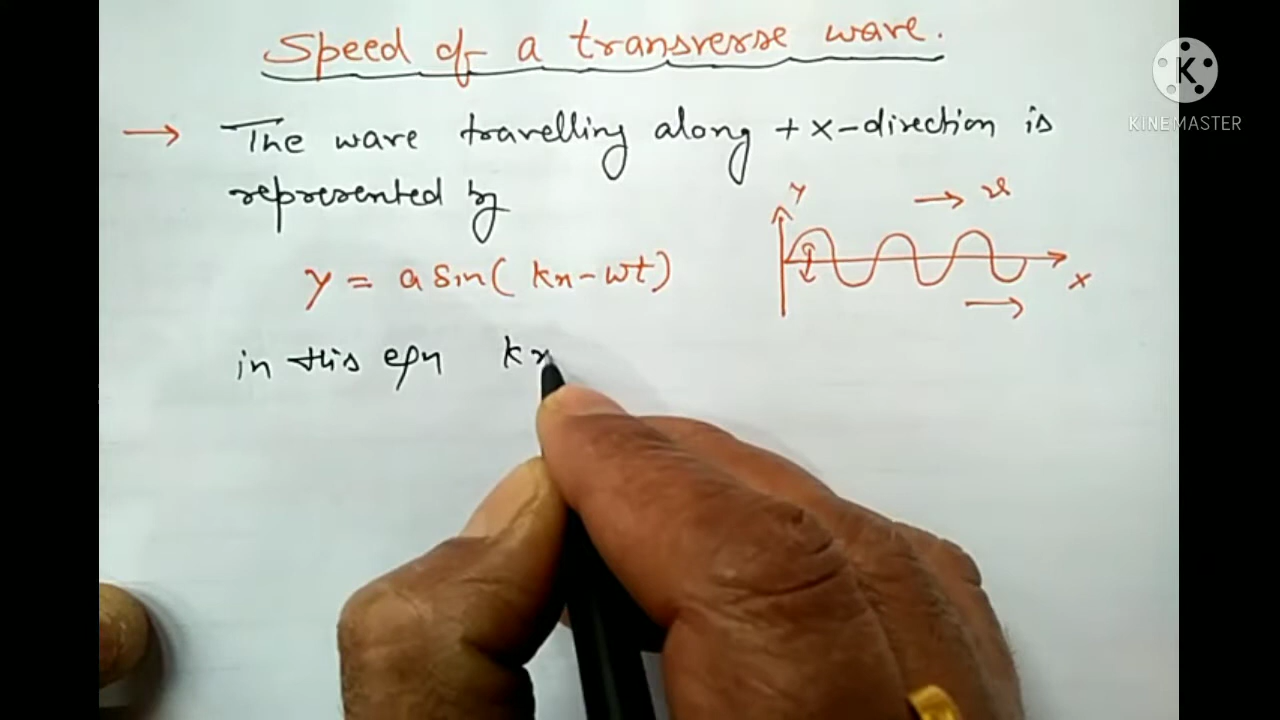 Speed of a transverse wave.
→ The wave travelling along + x-direction is
represented by
y = a sin( kx - ωt)
in this eqn kx
y
→ v
x
K
KINEMASTER